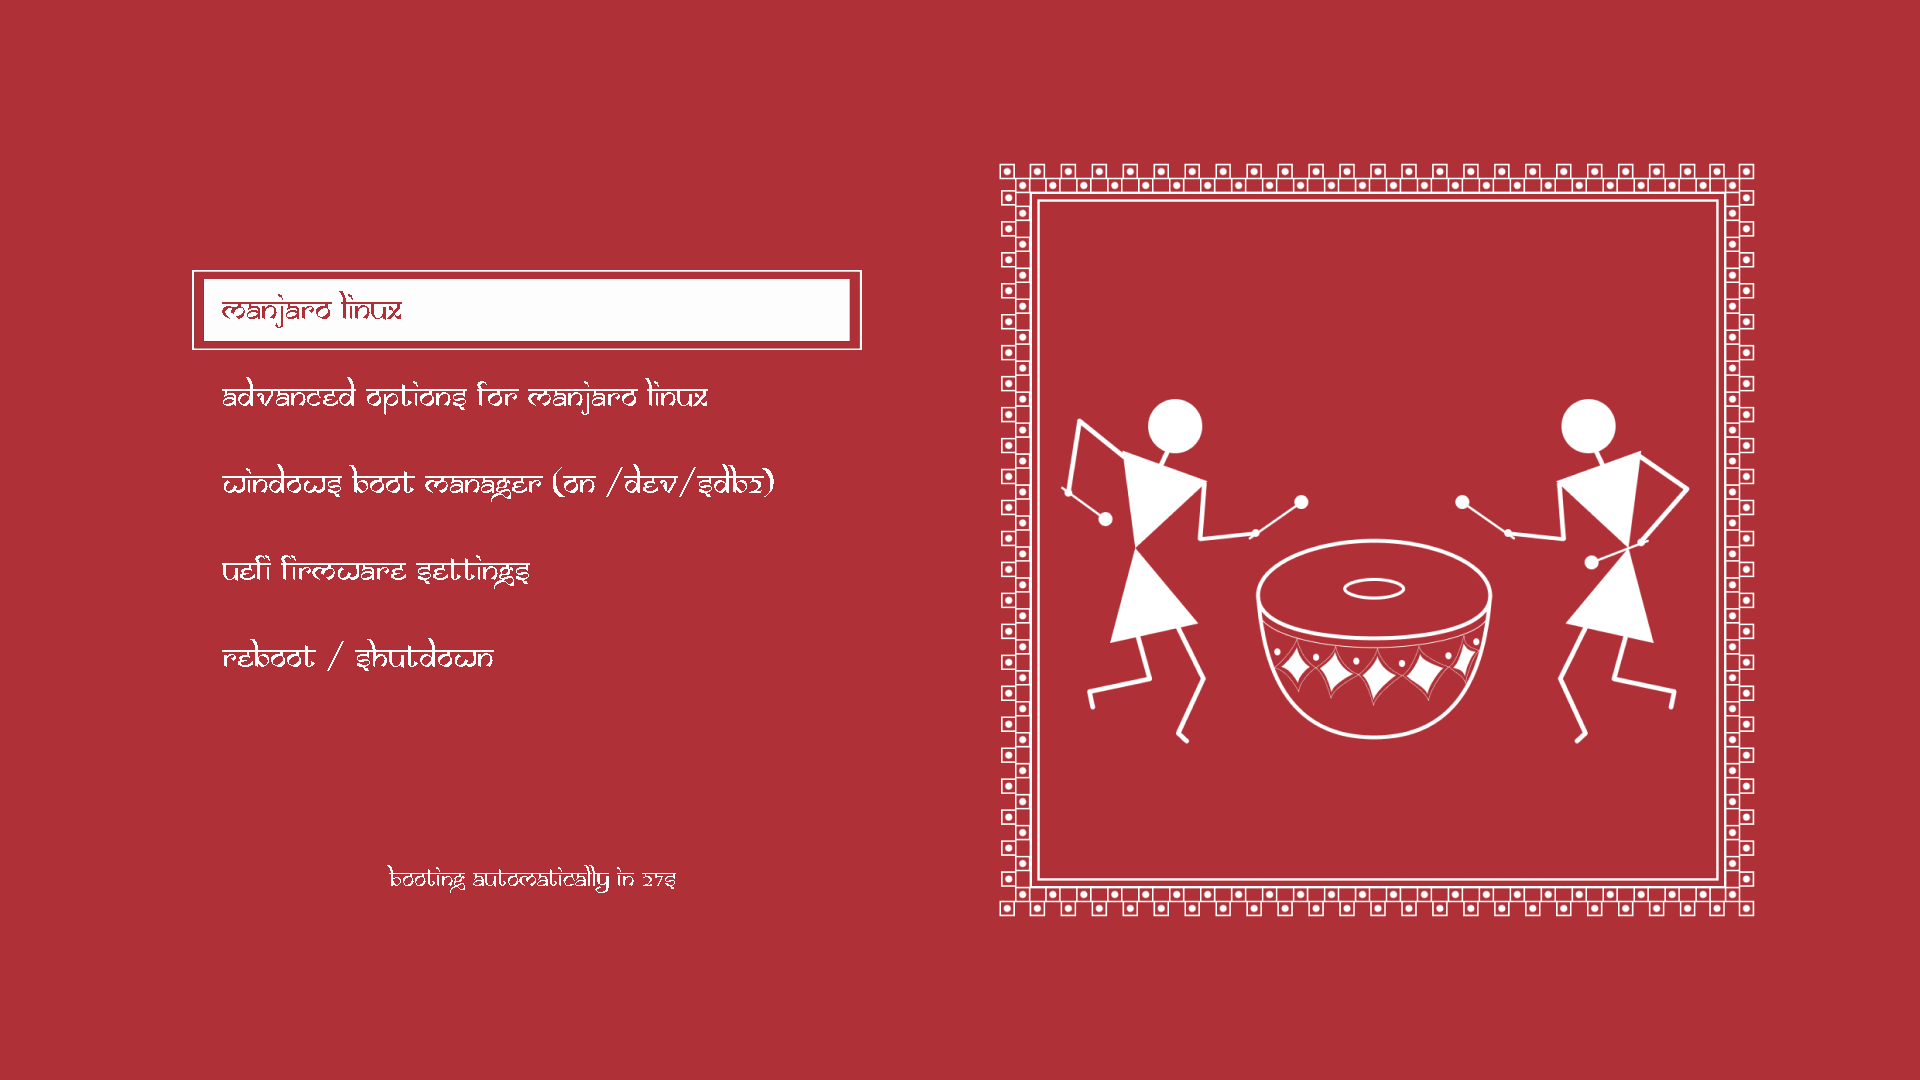 manjaro linux
advanced options for manjaro linux
windows boot manager (on /dev/sdb2)
uefi firmware settings
reboot / shutdown
booting automatically in 27s